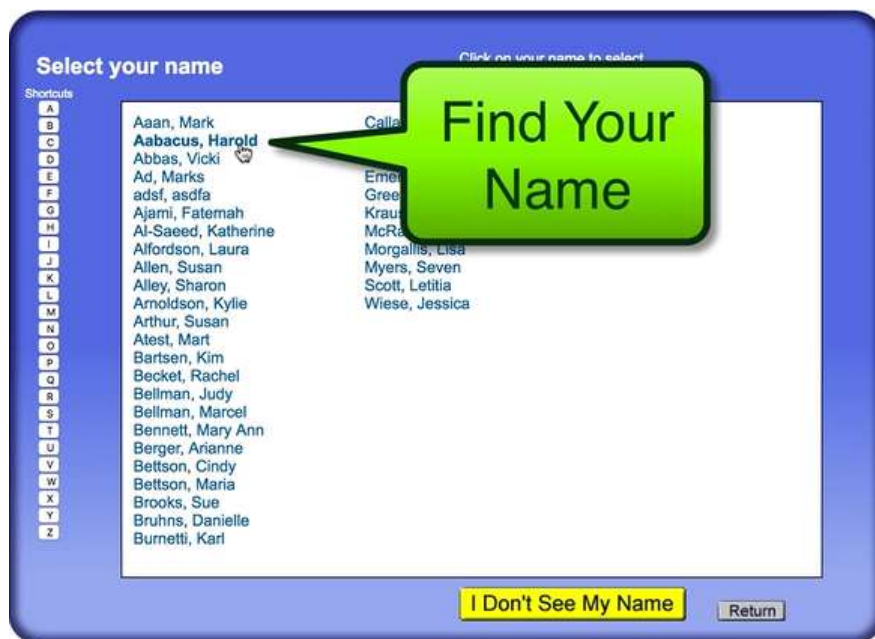 Select your name
Click on your name to select
Shortcuts
A
B
C
D
E
F
G
H
I
J
K
L
M
N
O
P
Q
R
S
T
U
V
W
X
Y
Z
Aaan, Mark
Aabacus, Harold
Abbas, Vicki
Ad, Marks
adsf, asdfa
Ajami, Fatemah
Al-Saeed, Katherine
Alfordson, Laura
Allen, Susan
Alley, Sharon
Arnoldson, Kylie
Arthur, Susan
Atest, Mart
Bartsen, Kim
Becket, Rachel
Bellman, Judy
Bellman, Marcel
Bennett, Mary Ann
Berger, Arianne
Bettson, Cindy
Bettson, Maria
Brooks, Sue
Bruhns, Danielle
Burnetti, Karl
Morgallis, Lisa
Myers, Seven
Scott, Letitia
Wiese, Jessica
Find Your
Name
I Don't See My Name
Return